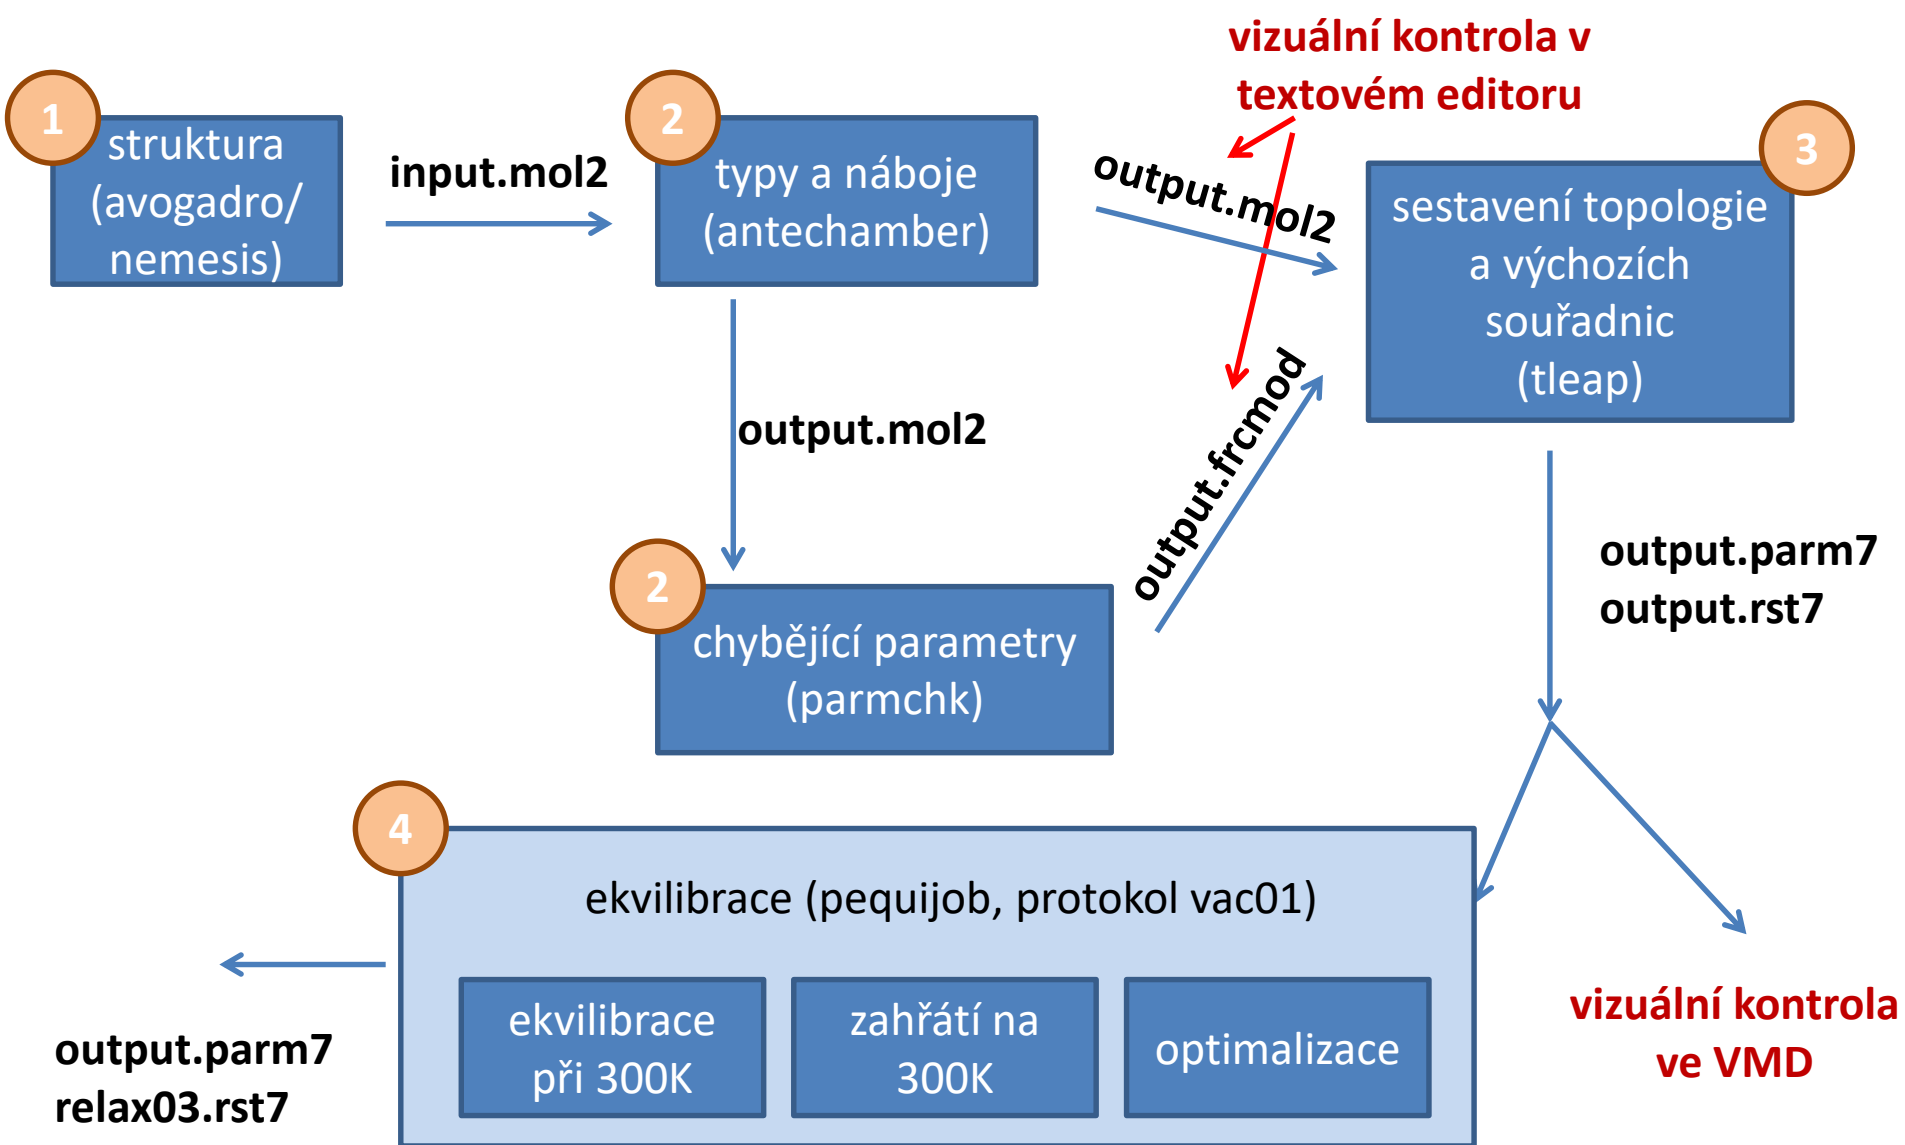 vizuální kontrola v
textovém editoru
1
struktura
(avogadro/
nemesis)
input.mol2
2
typy a náboje
(antechamber)
output.mol2
3
sestavení topologie
a výchozích
souřadnic
(tleap)
output.mol2
output.frcmod
2
chybějící parametry
(parmchk)
output.parm7
output.rst7
4
ekvilibrace (pequijob, protokol vac01)
ekvilibrace
při 300K
zahřátí na
300K
optimalizace
vizuální kontrola
ve VMD
output.parm7
relax03.rst7